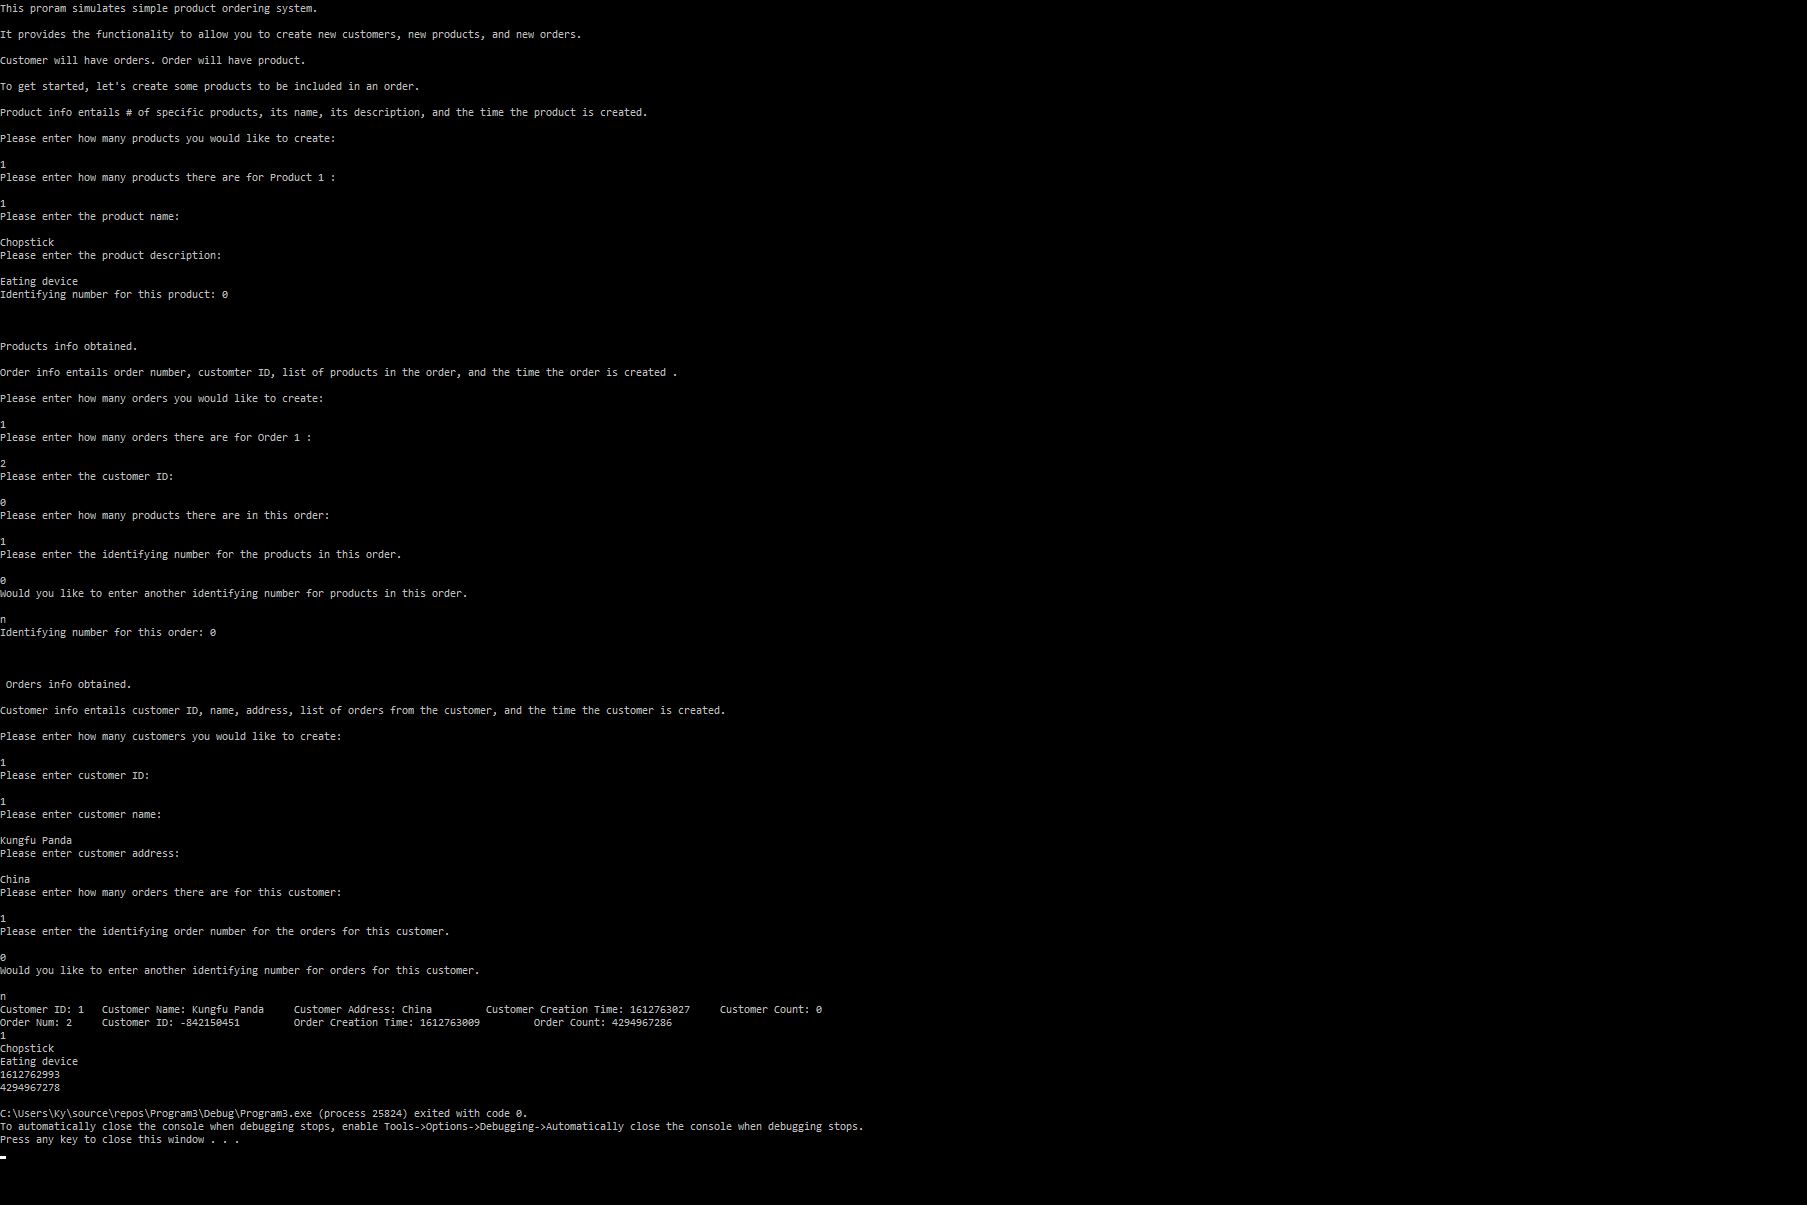 This proram simulates simple product ordering system.
It provides the functionality to allow you to create new customers, new products, and new orders.
Customer will have orders. Order will have product.
To get started, let's create some products to be included in an order.
Product info entails # of specific products, its name, its description, and the time the product is created.
Please enter how many products you would like to create:
1
Please enter how many products there are for Product 1 :
1
Please enter the product name:
Chopstick
Please enter the product description:
Eating device
Identifying number for this product: 0
Products info obtained.
Order info entails order number, customter ID, list of products in the order, and the time the order is created .
Please enter how many orders you would like to create:
1
Please enter how many orders there are for Order 1 :
2
Please enter the customer ID:
0
Please enter how many products there are in this order:
1
Please enter the identifying number for the products in this order.
0
Would you like to enter another identifying number for products in this order.
n
Identifying number for this order: 0
Orders info obtained.
Customer info entails customer ID, name, address, list of orders from the customer, and the time the customer is created.
Please enter how many customers you would like to create:
1
Please enter customer ID:
1
Please enter customer name:
Kungfu Panda
Please enter customer address:
China
Please enter how many orders there are for this customer:
1
Please enter the identifying order number for the orders for this customer.
0
Would you like to enter another identifying number for orders for this customer.
n
Customer ID: 1 Customer Name: Kungfu Panda Customer Address: China Customer Creation Time: 1612763027 Customer Count: 0
Order Num: 2 Customer ID: -842150451 Order Creation Time: 1612763009 Order Count: 4294967286
1
Chopstick
Eating device
1612762993
4294967278
C:\Users\Ky\source\repos\Program3\Debug\Program3.exe (process 25824) exited with code 0.
To automatically close the console when debugging stops, enable Tools->Options->Debugging->Automatically close the console when debugging stops.
Press any key to close this window . . .